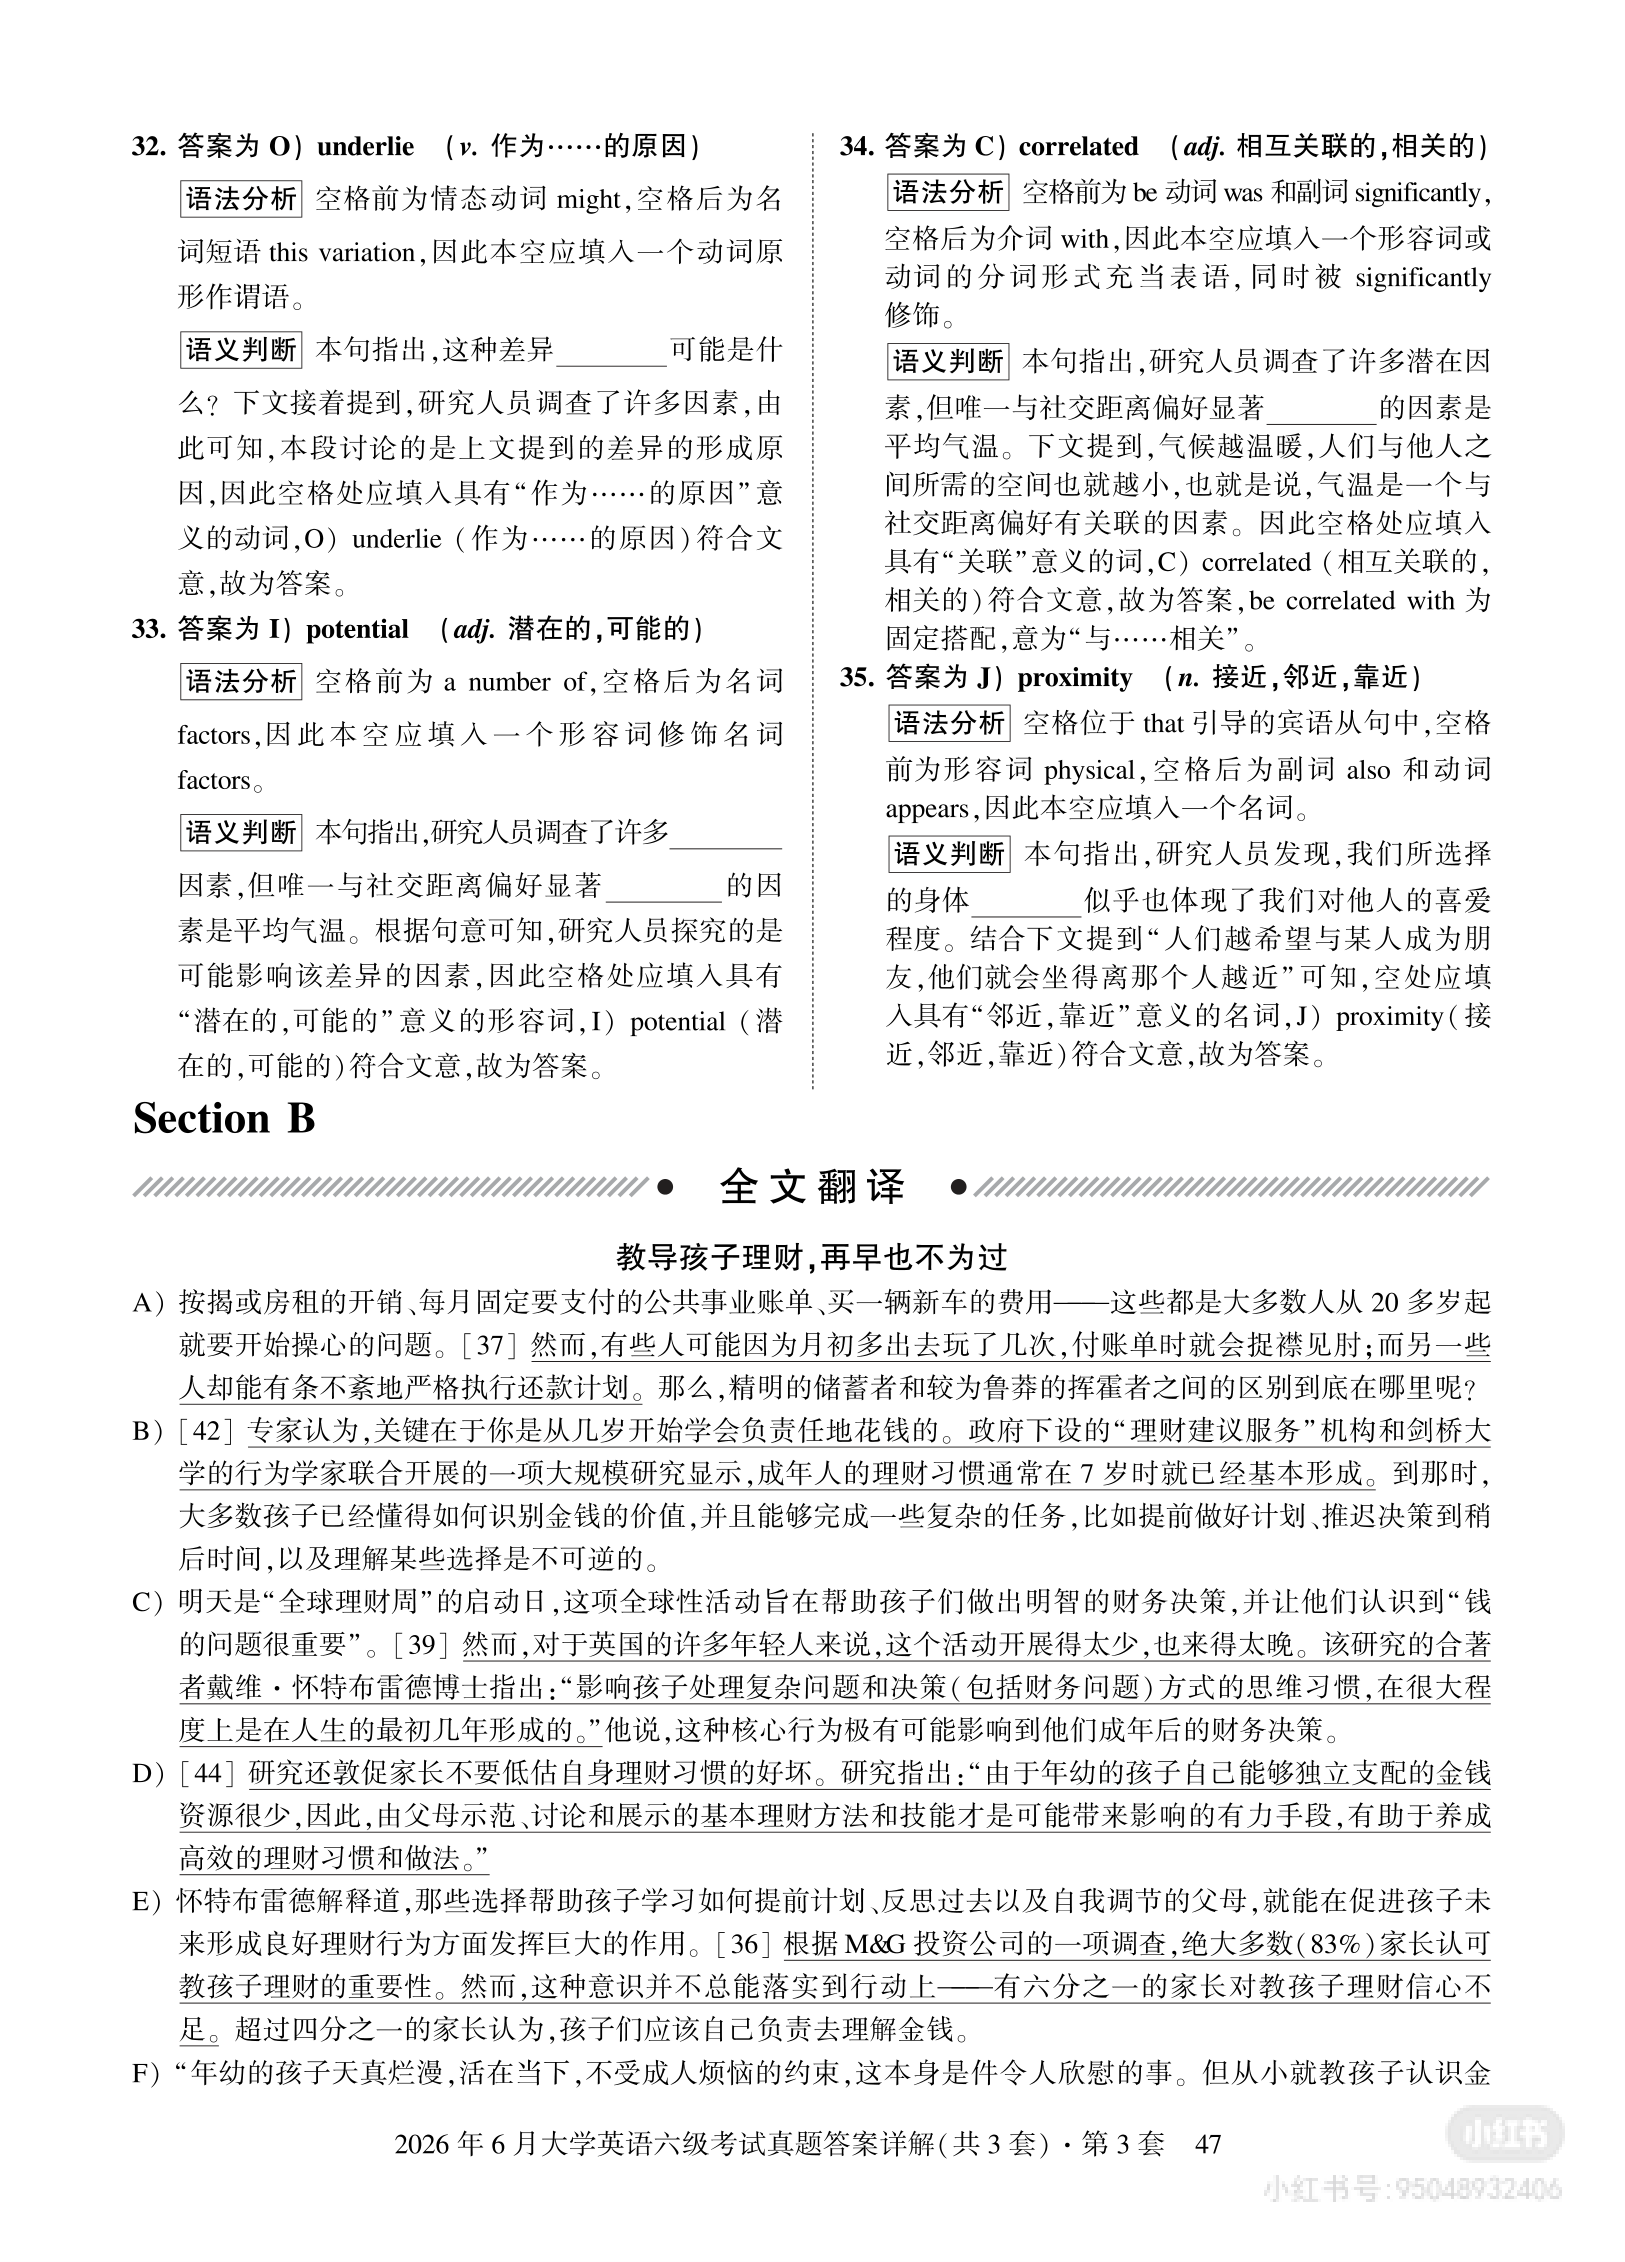 32. 答案为 O) underlie (v. 作为……的原因)
语法分析 空格前为情态动词 might,空格后为名
词短语 this variation,因此本空应填入一个动词原
形作谓语。
语义判断 本句指出,这种差异________可能是什
么? 下文接着提到,研究人员调查了许多因素,由
此可知,本段讨论的是上文提到的差异的形成原
因,因此空格处应填入具有“作为……的原因”意
义的动词,O) underlie (作为……的原因)符合文
意,故为答案。
33. 答案为 I) potential (adj. 潜在的,可能的)
语法分析 空格前为 a number of,空格后为名词
factors,因此本空应填入一个形容词修饰名词
factors。
语义判断 本句指出,研究人员调查了许多________
因素,但唯一与社交距离偏好显著________的因
素是平均气温。根据句意可知,研究人员探究的是
可能影响该差异的因素,因此空格处应填入具有
“潜在的,可能的”意义的形容词,I) potential (潜
在的,可能的)符合文意,故为答案。
34. 答案为 C) correlated (adj. 相互关联的,相关的)
语法分析 空格前为 be 动词 was 和副词 significantly,
空格后为介词 with,因此本空应填入一个形容词或
动词的分词形式充当表语,同时被 significantly
修饰。
语义判断 本句指出,研究人员调查了许多潜在因
素,但唯一与社交距离偏好显著________的因素是
平均气温。下文提到,气候越温暖,人们与他人之
间所需的空间也就越小,也就是说,气温是一个与
社交距离偏好有关联的因素。因此空格处应填入
具有“关联”意义的词,C) correlated (相互关联的,
相关的)符合文意,故为答案,be correlated with 为
固定搭配,意为“与……相关”。
35. 答案为 J) proximity (n. 接近,邻近,靠近)
语法分析 空格位于 that 引导的宾语从句中,空格
前为形容词 physical,空格后为副词 also 和动词
appears,因此本空应填入一个名词。
语义判断 本句指出,研究人员发现,我们所选择
的身体________似乎也体现了我们对他人的喜爱
程度。结合下文提到“人们越希望与某人成为朋
友,他们就会坐得离那个人越近”可知,空处应填
入具有“邻近,靠近”意义的名词,J) proximity(接
近,邻近,靠近)符合文意,故为答案。
Section B
全文翻译
教导孩子理财,再早也不为过
A) 按揭或房租的开销、每月固定要支付的公共事业账单、买一辆新车的费用——这些都是大多数人从 20 多岁起
就要开始操心的问题。[37] 然而,有些人可能因为月初多出去玩了几次,付账单时就会捉襟见肘;而另一些
人却能有条不紊地严格执行还款计划。那么,精明的储蓄者和较为鲁莽的挥霍者之间的区别到底在哪里呢?
B) [42] 专家认为,关键在于你是从几岁开始学会负责任地花钱的。政府下设的“理财建议服务”机构和剑桥大
学的行为学家联合开展的一项大规模研究显示,成年人的理财习惯通常在 7 岁时就已经基本形成。到那时,
大多数孩子已经懂得如何识别金钱的价值,并且能够完成一些复杂的任务,比如提前做好计划、推迟决策到稍
后时间,以及理解某些选择是不可逆的。
C) 明天是“全球理财周”的启动日,这项全球性活动旨在帮助孩子们做出明智的财务决策,并让他们认识到“钱
的问题很重要”。[39] 然而,对于英国的许多年轻人来说,这个活动开展得太少,也来得太晚。该研究的合著
者戴维·怀特布雷德博士指出:“影响孩子处理复杂问题和决策(包括财务问题)方式的思维习惯,在很大程
度上是在人生的最初几年形成的。”他说,这种核心行为极有可能影响到他们成年后的财务决策。
D) [44] 研究还敦促家长不要低估自身理财习惯的好坏。研究指出:“由于年幼的孩子自己能够独立支配的金钱
资源很少,因此,由父母示范、讨论和展示的基本理财方法和技能才是可能带来影响的有力手段,有助于养成
高效的理财习惯和做法。”
E) 怀特布雷德解释道,那些选择帮助孩子学习如何提前计划、反思过去以及自我调节的父母,就能在促进孩子未
来形成良好理财行为方面发挥巨大的作用。[36] 根据 M&G 投资公司的一项调查,绝大多数(83%)家长认可
教孩子理财的重要性。然而,这种意识并不总能落实到行动上——有六分之一的家长对教孩子理财信心不
足。超过四分之一的家长认为,孩子们应该自己负责去理解金钱。
F) “年幼的孩子天真烂漫,活在当下,不受成人烦恼的约束,这本身是件令人欣慰的事。但从小就教孩子认识金
2026 年 6 月大学英语六级考试真题答案详解(共 3 套)·第 3 套 47
小红书
小红书号:95048932406